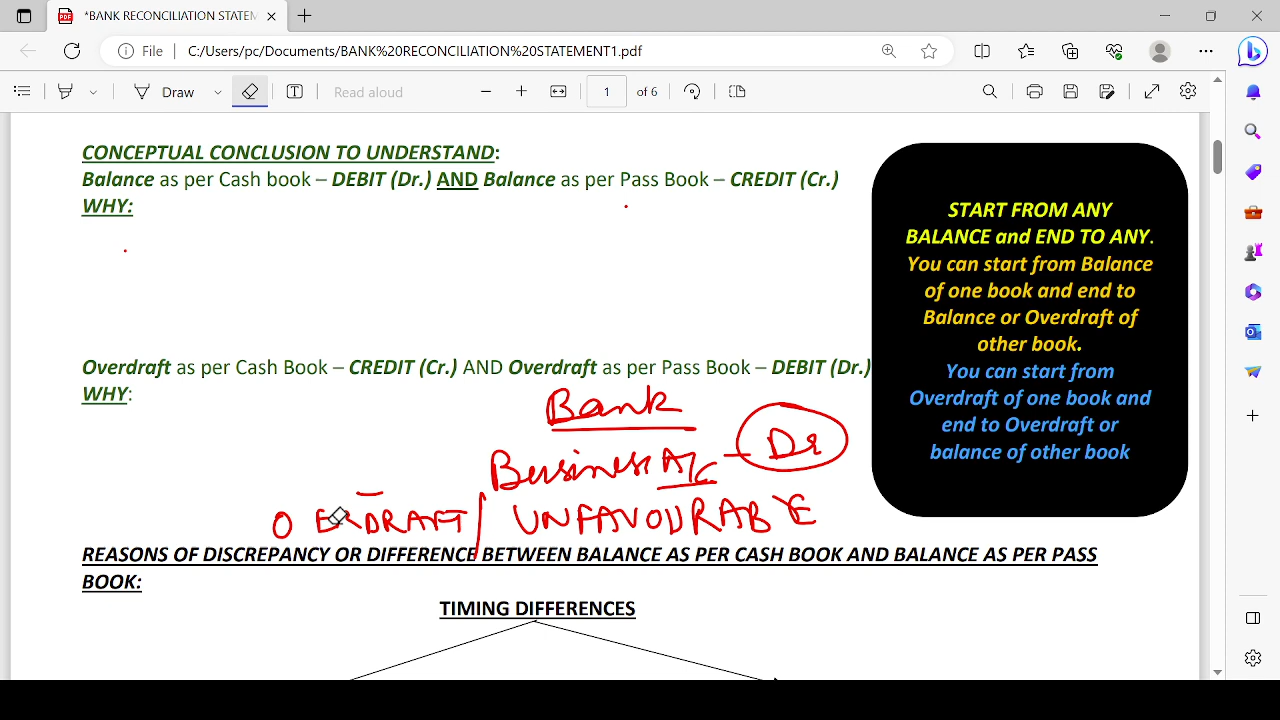 *BANK RECONCILIATION STATEM
File
C:/Users/pc/Documents/BANK%20RECONCILIATION%20STATEMENT1.pdf
Draw
Read aloud
1
of 6
CONCEPTUAL CONCLUSION TO UNDERSTAND:
Balance as per Cash book – DEBIT (Dr.) AND Balance as per Pass Book – CREDIT (Cr.)
WHY:
START FROM ANY
BALANCE and END TO ANY.
You can start from Balance
of one book and end to
Balance or Overdraft of
other book.
You can start from
Overdraft of one book and
end to Overdraft or
balance of other book
Overdraft as per Cash Book – CREDIT (Cr.) AND Overdraft as per Pass Book – DEBIT (Dr.)
WHY:
Bank
Business A/c – Dr
O ERDRAFT / UNFAVOURABLE
REASONS OF DISCREPANCY OR DIFFERENCE BETWEEN BALANCE AS PER CASH BOOK AND BALANCE AS PER PASS
BOOK:
TIMING DIFFERENCES